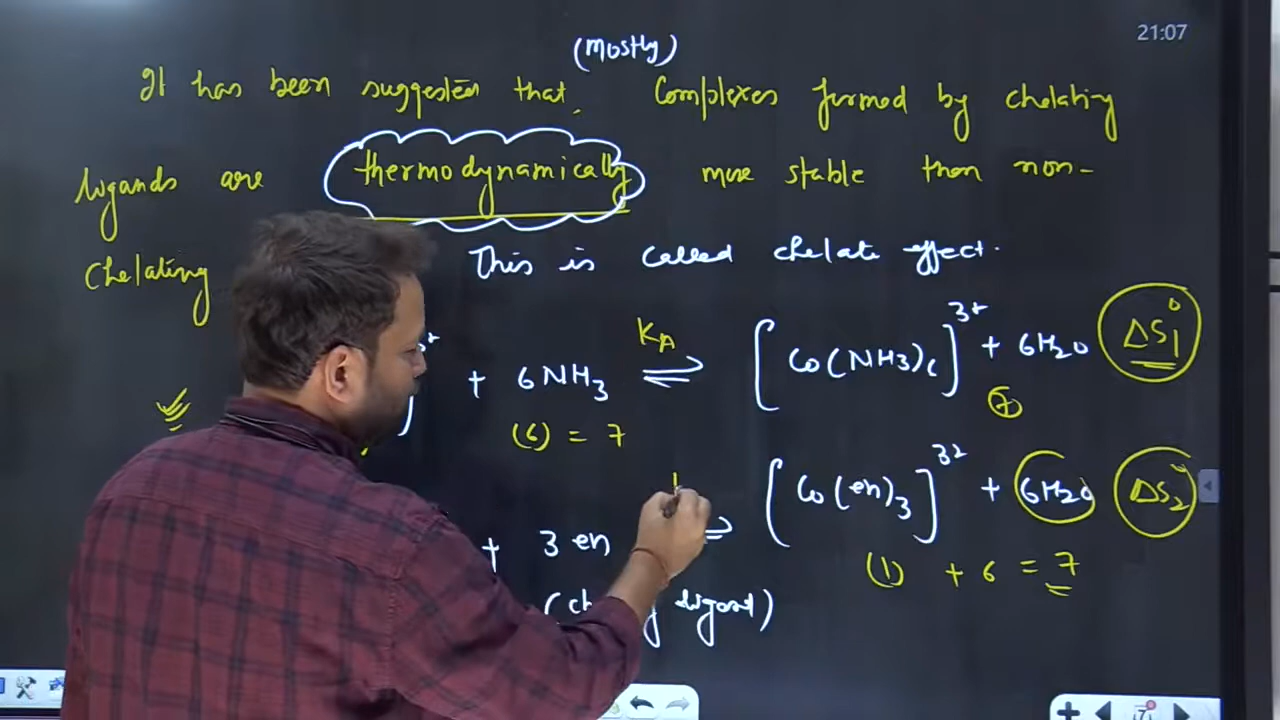 21:07
(Mostly)
It has been suggested that. Complexes formed by chelating
ligands are thermodynamically more stable than non-
chelating This is called chelate effect.
+ 6NH3 ⇌ KA [Co(NH3)6]3+ + 6H2O ΔS1°
(6) = 7
+ 3 en ⇌ [Co(en)3]3+ + 6H2O ΔS2°
(1) + 6 = 7